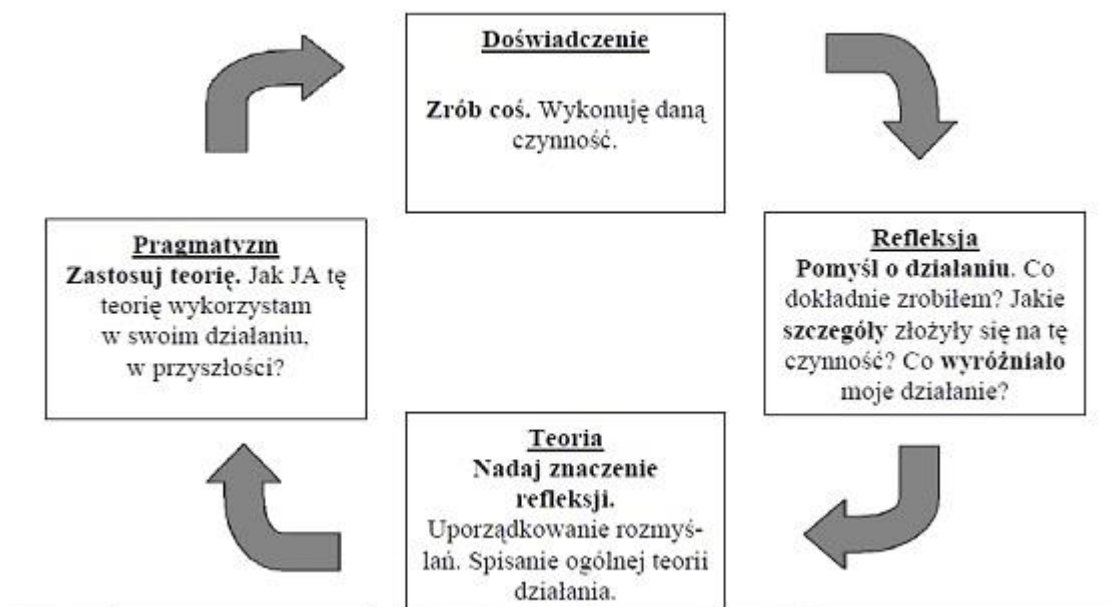 Doświadczenie
Zrób coś. Wykonuję daną
czynność.
Refleksja
Pomyśl o działaniu. Co
dokładnie zrobiłem? Jakie
szczegóły złożyły się na tę
czynność? Co wyróżniało
moje działanie?
Teoria
Nadaj znaczenie
refleksji.
Uporządkowanie rozmyś-
lań. Spisanie ogólnej teorii
działania.
Pragmatyzm
Zastosuj teorię. Jak JA tę
teorię wykorzystam
w swoim działaniu,
w przyszłości?